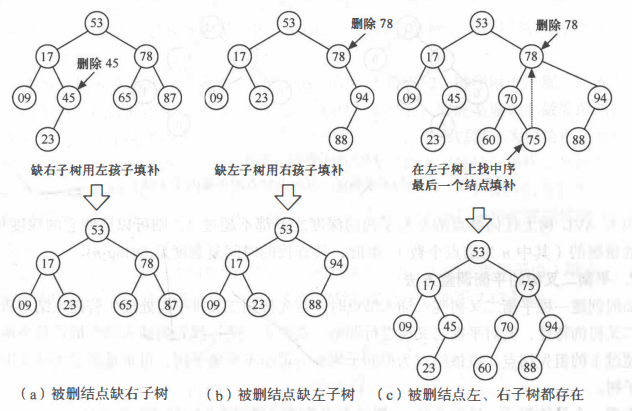 53
17 78
删除 45
09 45 65 87
23
缺右子树用左孩子填补
53
17 78
09 23 65 87
(a) 被删结点缺右子树
53
删除 78
17 78
09 23 94
88
缺左子树用右孩子填补
53
17 94
09 23 88
(b) 被删结点缺左子树
53
删除 78
17 78
09 45 70 94
23 60 75 88
在左子树上找中序
最后一个结点填补
53
17 75
09 45 70 94
23 60 88
(c) 被删结点左、右子树都存在